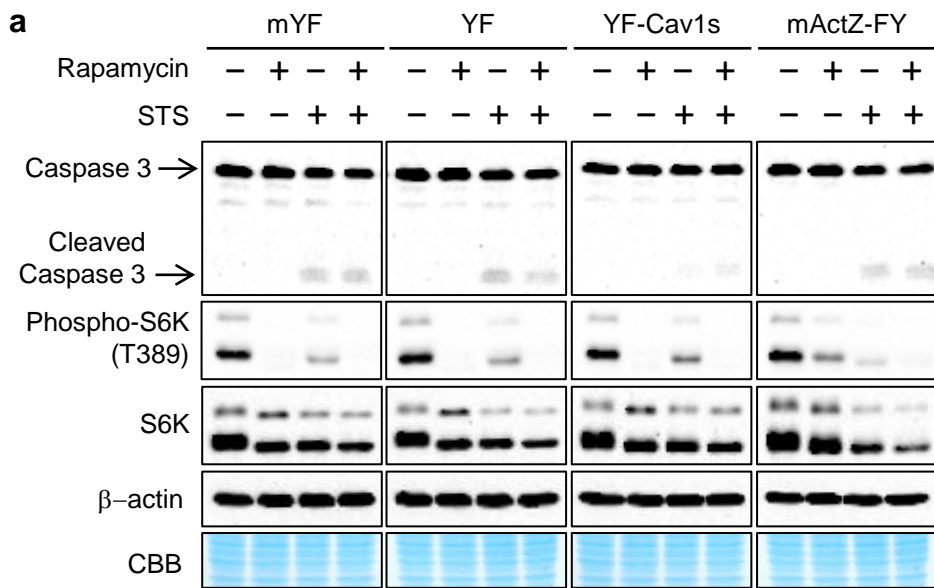 a
mYF YF YF-Cav1s mActZ-FY
Rapamycin − + − + − + − + − + − + − + − +
STS − − + + − − + + − − + + − − + +
Caspase 3
Cleaved
Caspase 3
Phospho-S6K
(T389)
S6K
β−actin
CBB